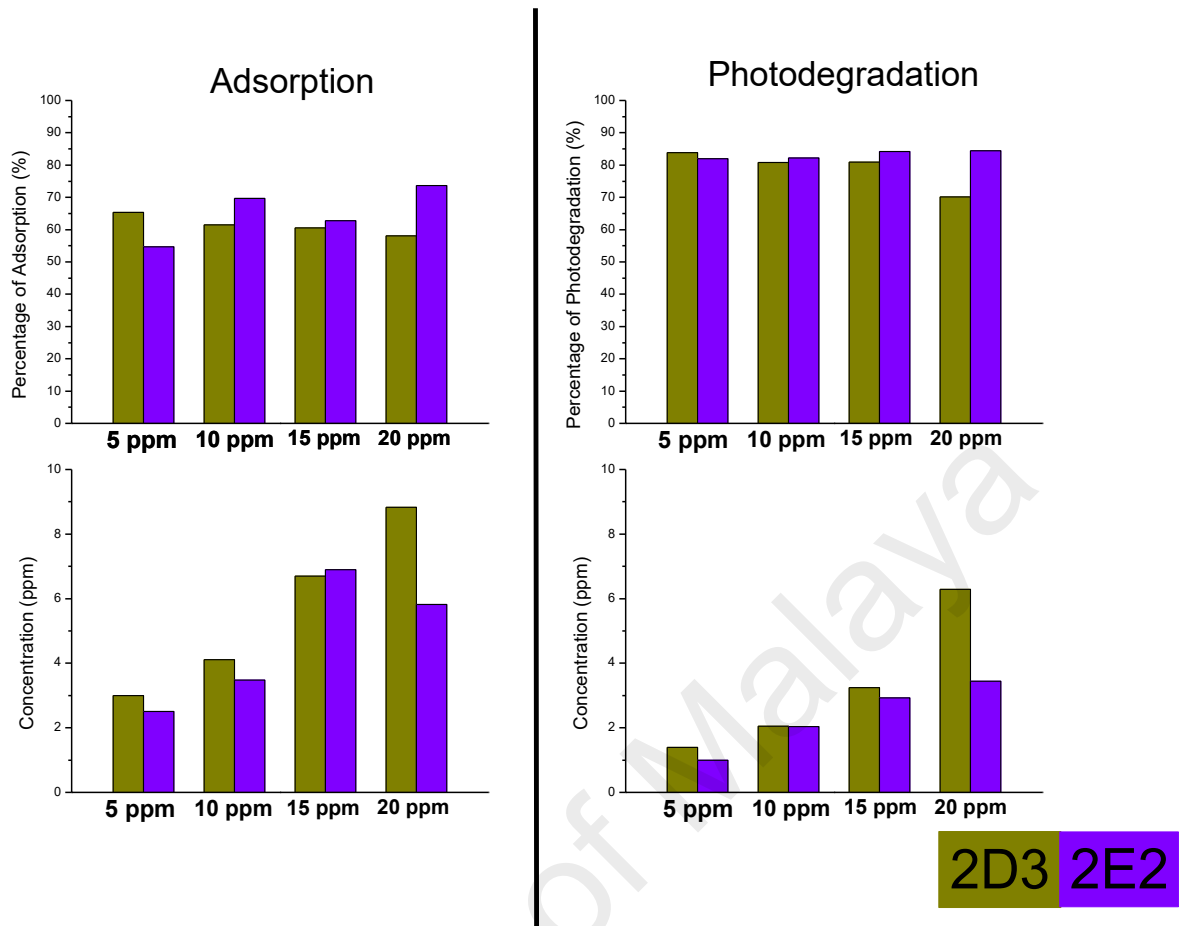 Adsorption
Percentage of Adsorption (%)
100
90
80
70
60
50
40
30
20
10
0
5 ppm 10 ppm 15 ppm 20 ppm
Concentration (ppm)
10
8
6
4
2
0
5 ppm 10 ppm 15 ppm 20 ppm
Photodegradation
Percentage of Photodegradation (%)
100
90
80
70
60
50
40
30
20
10
0
5 ppm 10 ppm 15 ppm 20 ppm
Concentration (ppm)
10
8
6
4
2
0
5 ppm 10 ppm 15 ppm 20 ppm
2D3 2E2
of Malaya